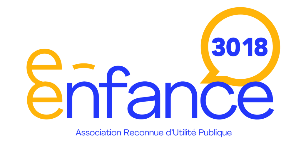 3018
e-enfance
Association Reconnue d'Utilité Publique